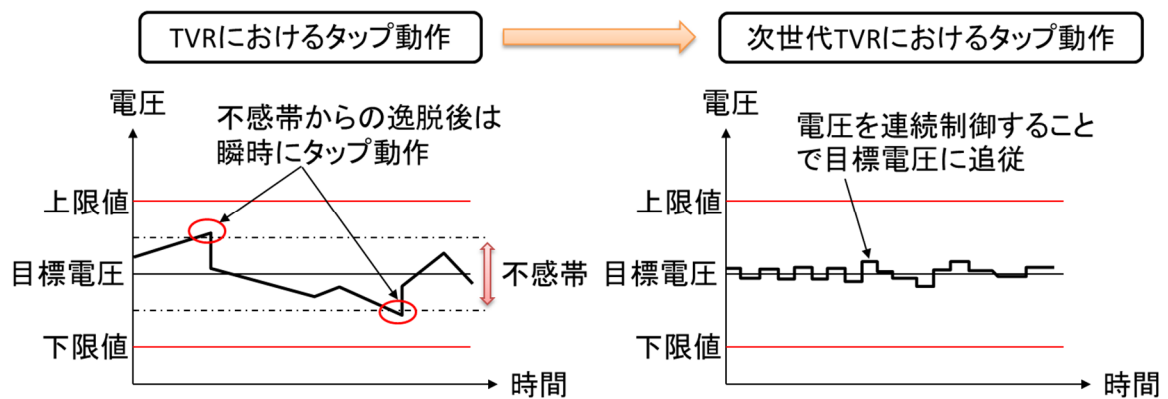 TVRにおけるタップ動作
次世代TVRにおけるタップ動作
電圧
不感帯からの逸脱後は
瞬時にタップ動作
上限値
目標電圧
不感帯
下限値
時間
電圧
電圧を連続制御すること
で目標電圧に追従
上限値
目標電圧
下限値
時間